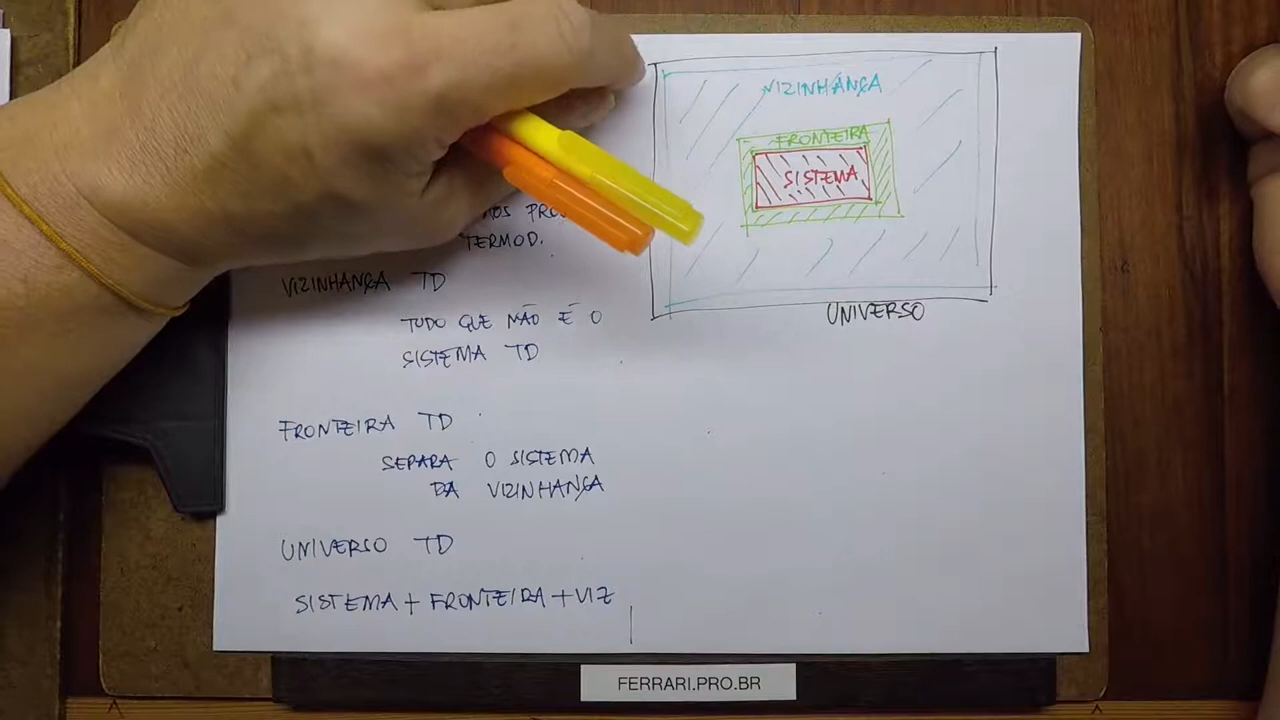 TERMOD.
VIZINHANÇA TD
TUDO QUE NÃO É O
SISTEMA TD
FRONTEIRA TD
SEPARA O SISTEMA
DA VIZINHANÇA
UNIVERSO TD
SISTEMA + FRONTEIRA + VIZ
VIZINHANÇA
FRONTEIRA
SISTEMA
UNIVERSO
FERRARI.PRO.BR